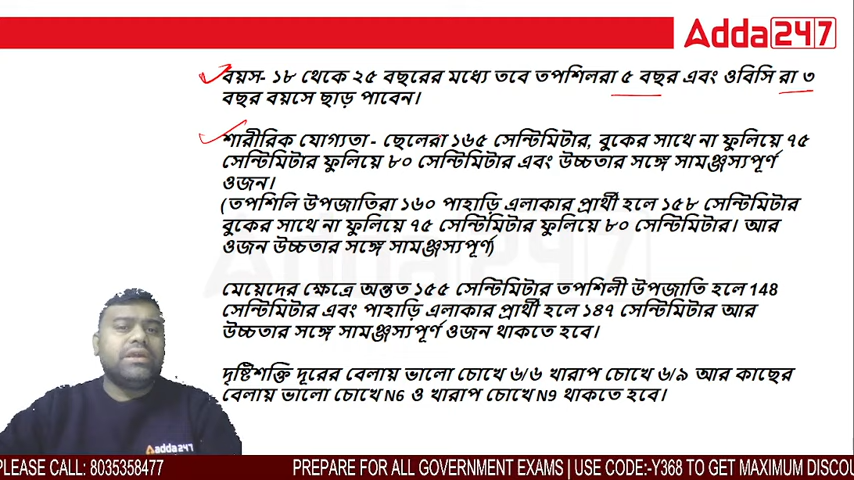 Adda247
বয়স- ১৮ থেকে ২৫ বছরের মধ্যে তবে তপশিলরা ৫ বছর এবং ওবিসি রা ৩
বছর বয়সে ছাড় পাবেন।
শারীরিক যোগ্যতা - ছেলেরা ১৬৫ সেন্টিমিটার, বুকের সাথে না ফুলিয়ে ৭৫
সেন্টিমিটার ফুলিয়ে ৮০ সেন্টিমিটার এবং উচ্চতার সঙ্গে সামঞ্জস্যপূর্ণ
ওজন।
(তপশিলি উপজাতিরা ১৬০ পাহাড়ি এলাকার প্রার্থী হলে ১৫৮ সেন্টিমিটার
বুকের সাথে না ফুলিয়ে ৭৫ সেন্টিমিটার ফুলিয়ে ৮০ সেন্টিমিটার। আর
ওজন উচ্চতার সঙ্গে সামঞ্জস্যপূর্ণ)
মেয়েদের ক্ষেত্রে অন্তত ১৫৫ সেন্টিমিটার তপশিলী উপজাতি হলে 148
সেন্টিমিটার এবং পাহাড়ি এলাকার প্রার্থী হলে ১৪৭ সেন্টিমিটার আর
উচ্চতার সঙ্গে সামঞ্জস্যপূর্ণ ওজন থাকতে হবে।
দৃষ্টিশক্তি দূরের বেলায় ভালো চোখে ৬/৬ খারাপ চোখে ৬/৯ আর কাছের
বেলায় ভালো চোখে N6 ও খারাপ চোখে N9 থাকতে হবে।
adda247
PLEASE CALL: 8035358477 PREPARE FOR ALL GOVERNMENT EXAMS | USE CODE:-Y368 TO GET MAXIMUM DISCOU